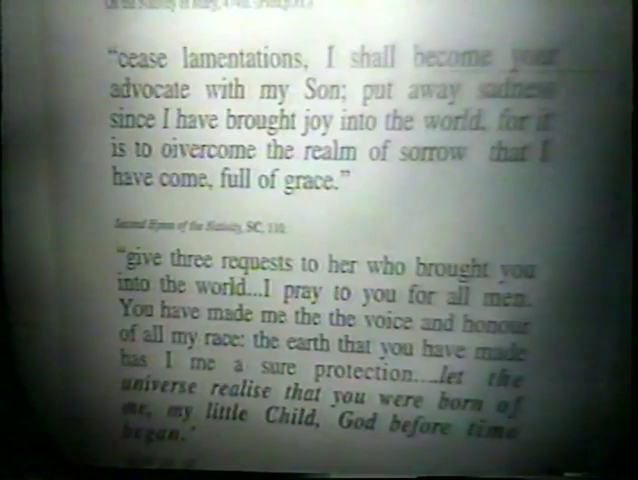 “cease lamentations, I shall become your
advocate with my Son; put away sadness
since I have brought joy into the world, for it
is to oivercome the realm of sorrow that I
have come, full of grace.”
Second Hymn of the Nativity, SC, 110.
“give three requests to her who brought you
into the world...I pray to you for all men.
You have made me the the voice and honour
of all my race: the earth that you have made
has I me a sure protection....let the
universe realise that you were born of
me, my little Child, God before time
began.’